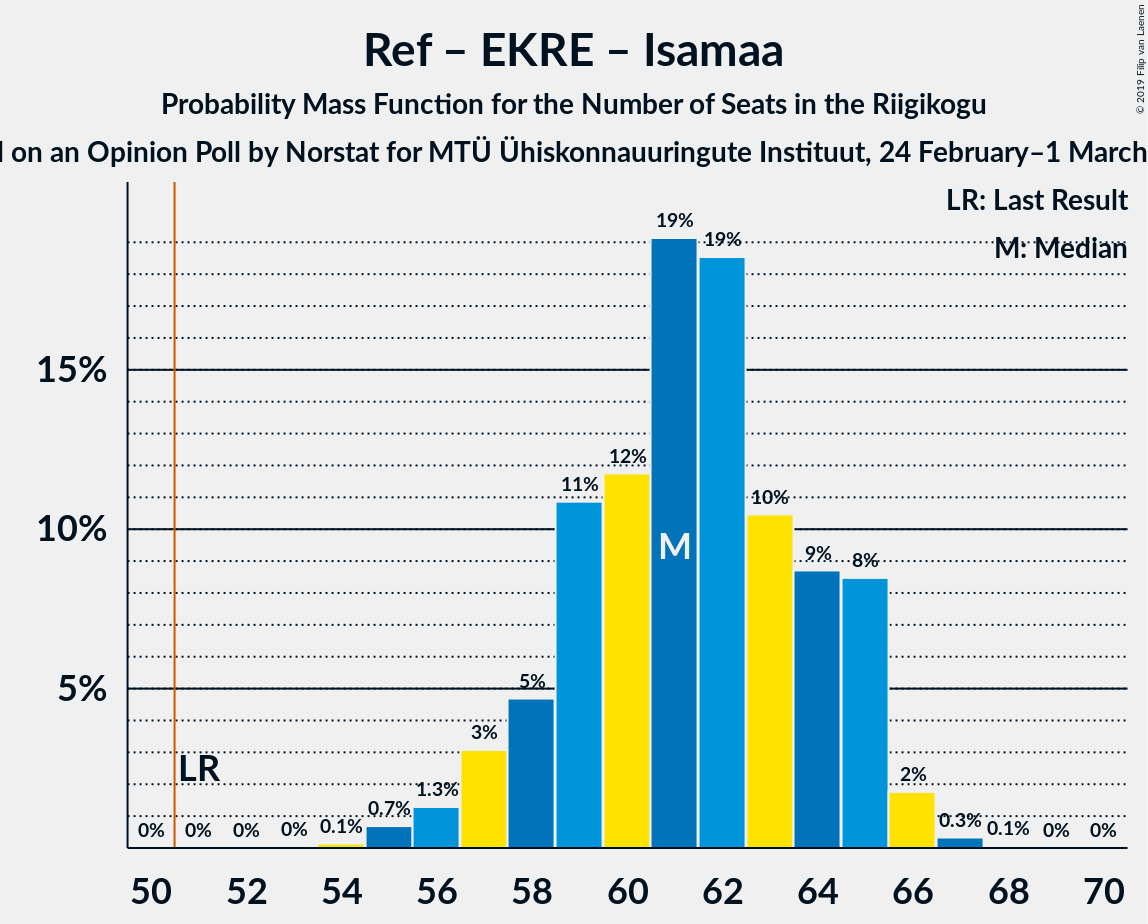 Ref – EKRE – Isamaa
Probability Mass Function for the Number of Seats in the Riigikogu
on an Opinion Poll by Norstat for MTÜ Ühiskonnauuringute Instituut, 24 February–1 March
© 2019 Filip van Laenen
LR: Last Result
M: Median
15%
10%
5%
19%
19%
12%
11%
10%
9%
8%
5%
3%
2%
1.3%
0.7%
0.1%
0.3%
0.1%
0%
0%
0%
0%
0%
0%
M
LR
50 52 54 56 58 60 62 64 66 68 70